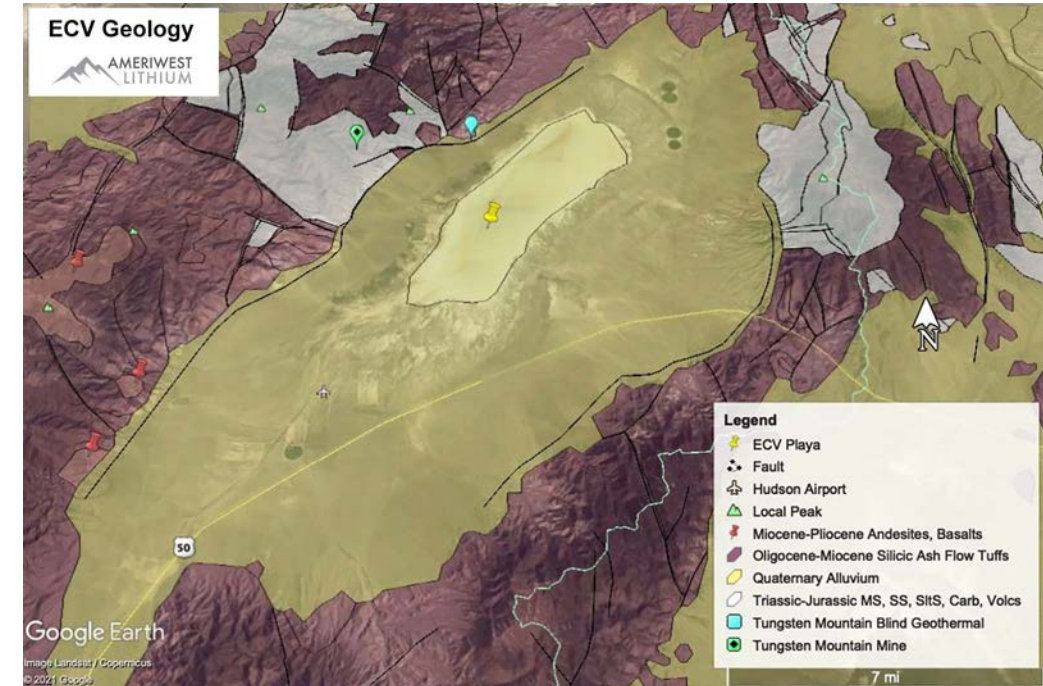 ECV Geology
AMERIWEST
LITHIUM
N
50
Legend
ECV Playa
Fault
Hudson Airport
Local Peak
Miocene-Pliocene Andesites, Basalts
Oligocene-Miocene Silicic Ash Flow Tuffs
Quaternary Alluvium
Triassic-Jurassic MS, SS, SltS, Carb, Volcs
Tungsten Mountain Blind Geothermal
Tungsten Mountain Mine
Google Earth
Image Landsat / Copernicus
© 2021 Google
7 mi